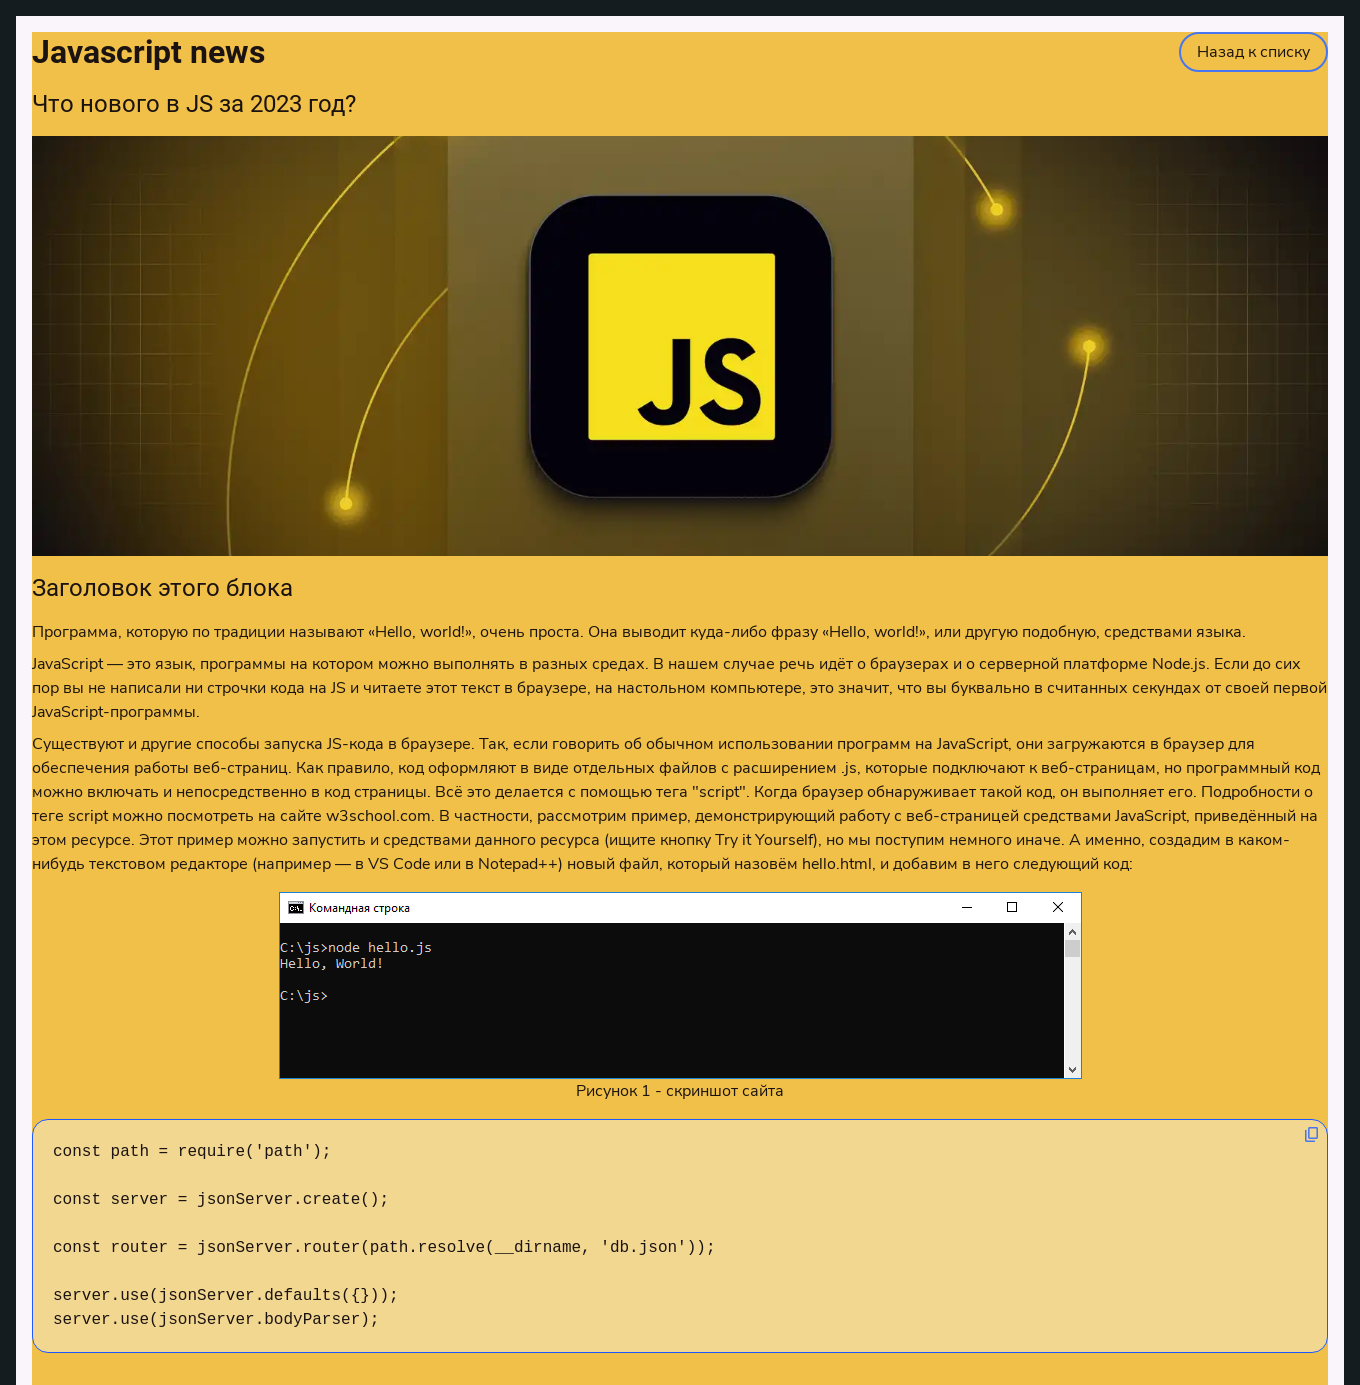 Javascript news
Назад к списку
Что нового в JS за 2023 год?
JS
Заголовок этого блока
Программа, которую по традиции называют «Hello, world!», очень проста. Она выводит куда-либо фразу «Hello, world!», или другую подобную, средствами языка.
JavaScript — это язык, программы на котором можно выполнять в разных средах. В нашем случае речь идёт о браузерах и о серверной платформе Node.js. Если до сих
пор вы не написали ни строчки кода на JS и читаете этот текст в браузере, на настольном компьютере, это значит, что вы буквально в считанных секундах от своей первой
JavaScript-программы.
Существуют и другие способы запуска JS-кода в браузере. Так, если говорить об обычном использовании программ на JavaScript, они загружаются в браузер для
обеспечения работы веб-страниц. Как правило, код оформляют в виде отдельных файлов с расширением .js, которые подключают к веб-страницам, но программный код
можно включать и непосредственно в код страницы. Всё это делается с помощью тега "script". Когда браузер обнаруживает такой код, он выполняет его. Подробности о
теге script можно посмотреть на сайте w3school.com. В частности, рассмотрим пример, демонстрирующий работу с веб-страницей средствами JavaScript, приведённый на
этом ресурсе. Этот пример можно запустить и средствами данного ресурса (ищите кнопку Try it Yourself), но мы поступим немного иначе. А именно, создадим в каком-
нибудь текстовом редакторе (например — в VS Code или в Notepad++) новый файл, который назовём hello.html, и добавим в него следующий код:
Командная строка
C:\js>node hello.js
Hello, World!
C:\js>
Рисунок 1 - скриншот сайта
const path = require('path');
const server = jsonServer.create();
const router = jsonServer.router(path.resolve(__dirname, 'db.json'));
server.use(jsonServer.defaults({}));
server.use(jsonServer.bodyParser);